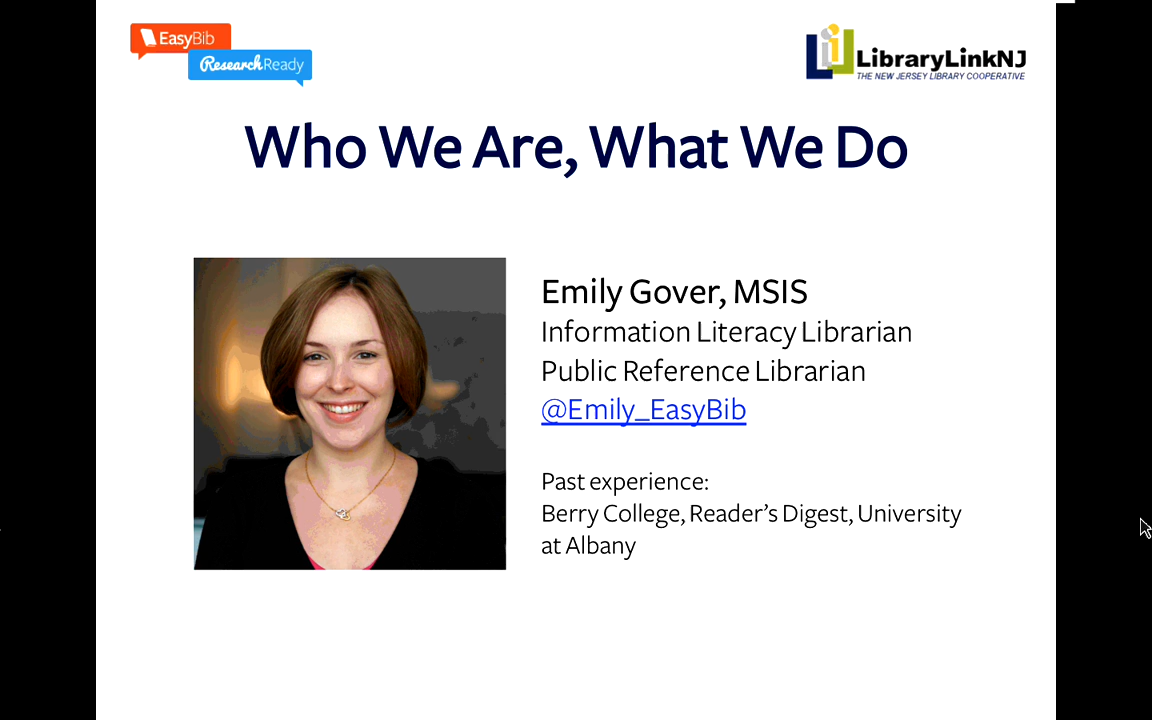 EasyBib
ResearchReady
LibraryLinkNJ
THE NEW JERSEY LIBRARY COOPERATIVE
Who We Are, What We Do
Emily Gover, MSIS
Information Literacy Librarian
Public Reference Librarian
@Emily_EasyBib
Past experience:
Berry College, Reader’s Digest, University
at Albany